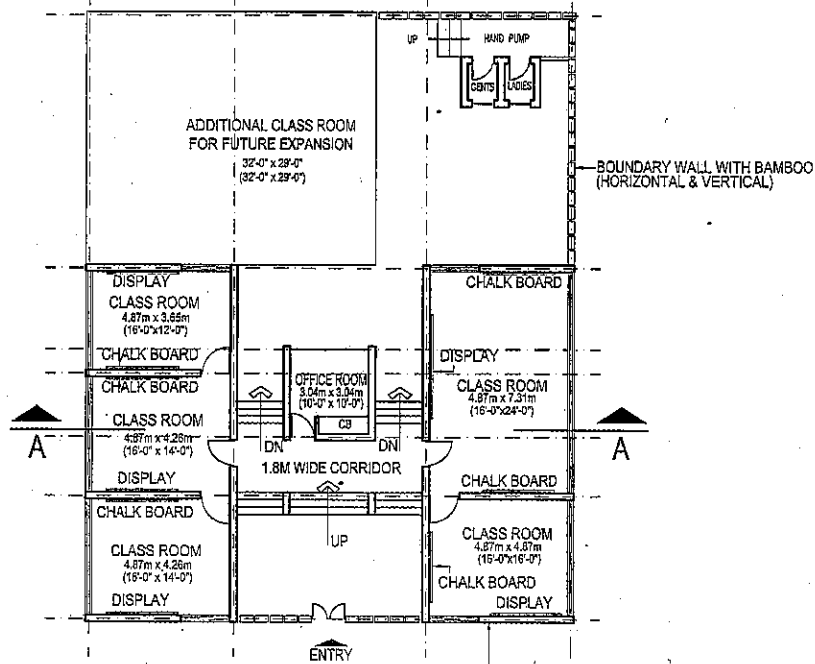 UP
HAND PUMP
GENTS
LADIES
ADDITIONAL CLASS ROOM
FOR FUTURE EXPANSION
32'-0" x 29'-0"
(32'-0" x 29'-0")
BOUNDARY WALL WITH BAMBOO
(HORIZONTAL & VERTICAL)
DISPLAY
CLASS ROOM
4.87m x 3.65m
(16'-0"x12'-0")
CHALK BOARD
CHALK BOARD
CLASS ROOM
4.87m x 4.26m
(16'-0" x 14'-0")
DISPLAY
CHALK BOARD
CLASS ROOM
4.87m x 4.26m
(16'-0" x 14'-0")
DISPLAY
OFFICE ROOM
3.04m x 3.04m
(10'-0" x 10'-0")
CB
DN
DN
1.8M WIDE CORRIDOR
UP
CHALK BOARD
DISPLAY
CLASS ROOM
4.87m x 7.31m
(16'-0"x24'-0")
CHALK BOARD
CLASS ROOM
4.87m x 4.87m
(16'-0"x16'-0")
CHALK BOARD
DISPLAY
A
A
ENTRY